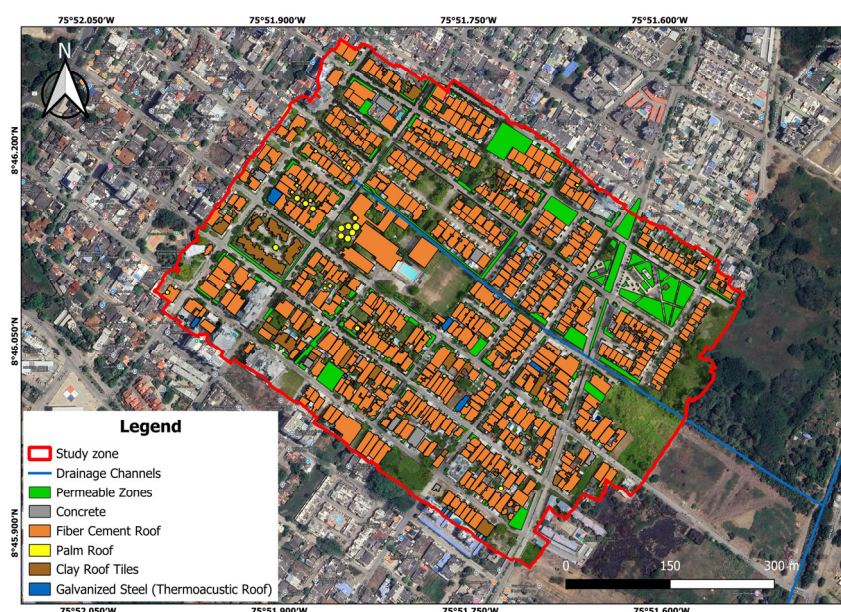 75°52.050'W 75°51.900'W 75°51.750'W 75°51.600'W
N
8°46.200'N
8°46.050'N
8°45.900'N
Legend
Study zone
Drainage Channels
Permeable Zones
Concrete
Fiber Cement Roof
Palm Roof
Clay Roof Tiles
Galvanized Steel (Thermoacustic Roof)
0 150 300 m
75°52.050'W 75°51.900'W 75°51.750'W 75°51.600'W